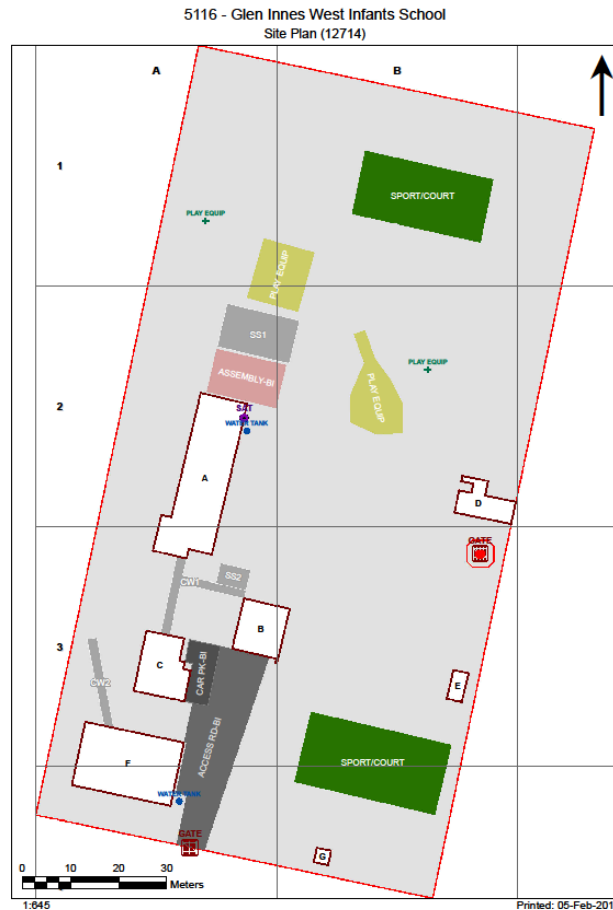 5116 - Glen Innes West Infants School
Site Plan (12714)
A
B
1
SPORT/COURT
PLAY EQUIP
PLAY EQUIP
SS1
PLAY EQUIP
ASSEMBLY-BI
PLAY EQUIP
2
SAT
WATER TANK
A
D
GATE
SS2
CW1
B
3
C
CAR PK-BI
E
CW2
ACCESS RD-BI
F
SPORT/COURT
WATER TANK
GATE
G
0 10 20 30
Meters
1:645
Printed: 05-Feb-201